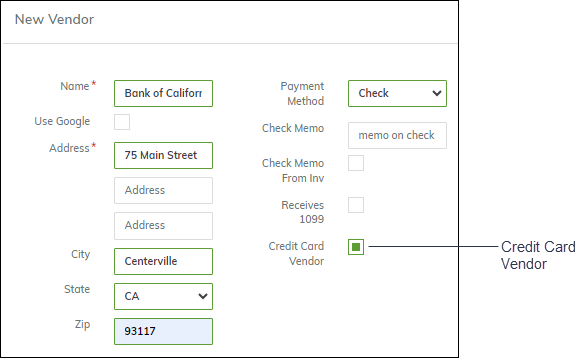 New Vendor
Name*
Bank of Califorr
Use Google
Address*
75 Main Street
Address
Address
City
Centerville
State
CA
Zip
93117
Payment
Method
Check
Check Memo
memo on check
Check Memo
From Inv
Receives
1099
Credit Card
Vendor
Credit Card
Vendor